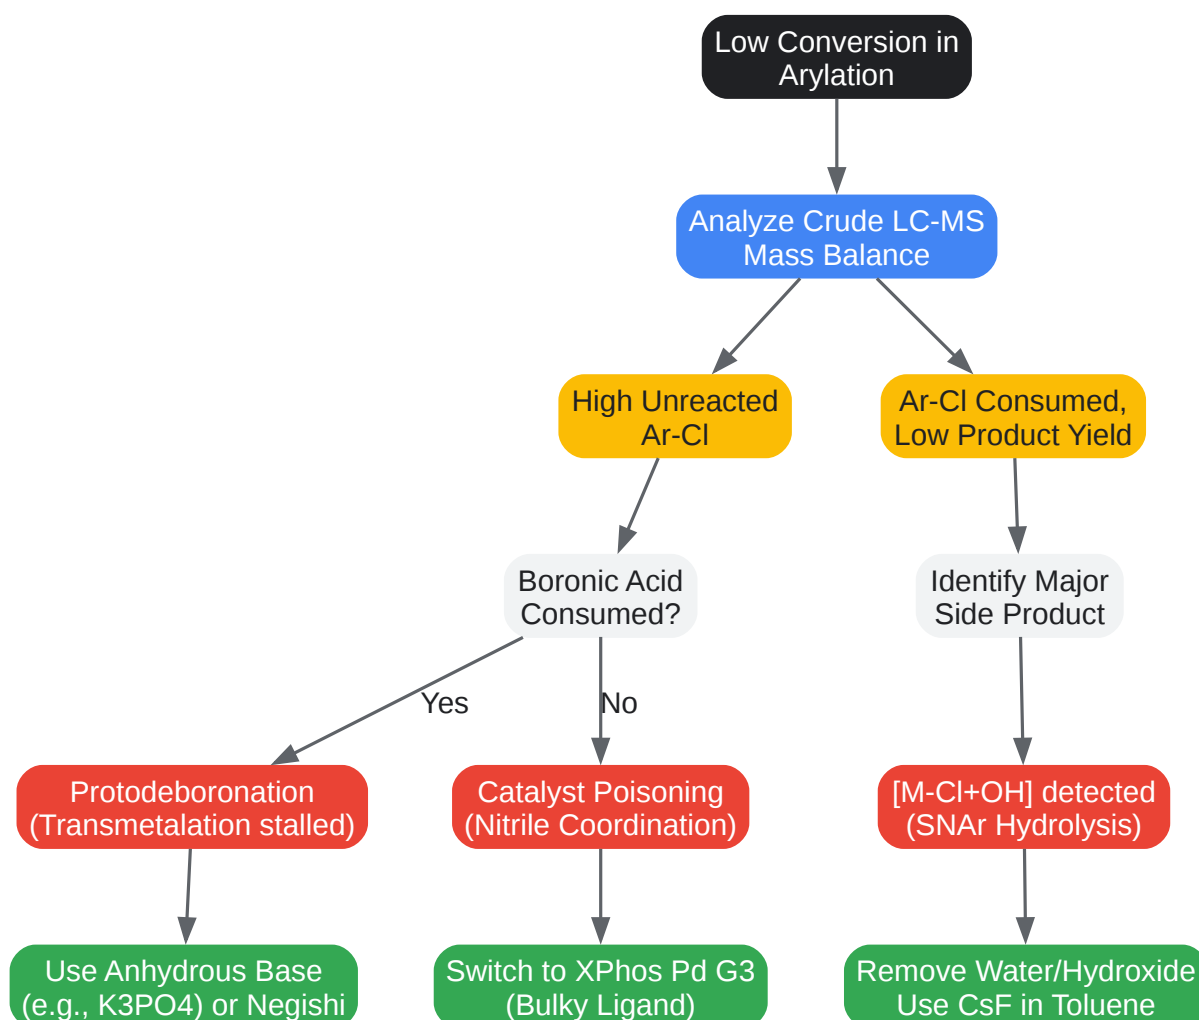 Low Conversion in
Arylation
Analyze Crude LC-MS
Mass Balance
High Unreacted
Ar-Cl
Ar-Cl Consumed,
Low Product Yield
Boronic Acid
Consumed?
Identify Major
Side Product
Yes
No
Protodeboronation
(Transmetalation stalled)
Catalyst Poisoning
(Nitrile Coordination)
[M-Cl+OH] detected
(SNAr Hydrolysis)
Use Anhydrous Base
(e.g., K3PO4) or Negishi
Switch to XPhos Pd G3
(Bulky Ligand)
Remove Water/Hydroxide
Use CsF in Toluene